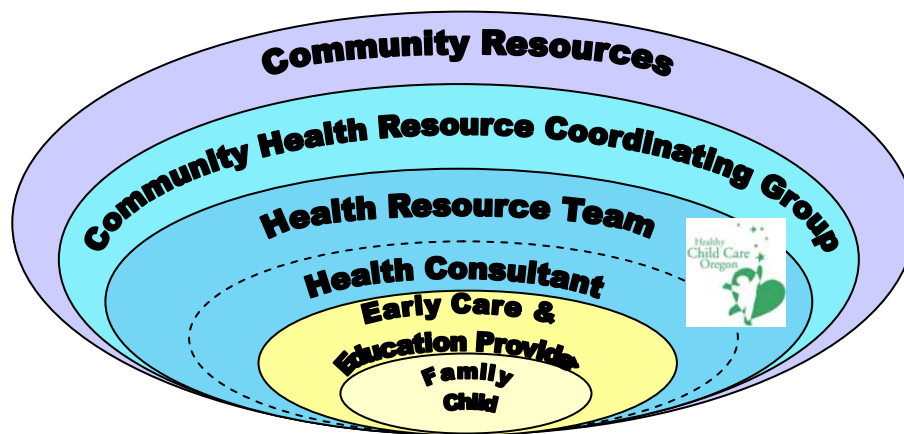 Community Resources
Community Health Resource Coordinating Group
Health Resource Team
Healthy
Child Care
Oregon
Health Consultant
Early Care &
Education Provider
Family
Child